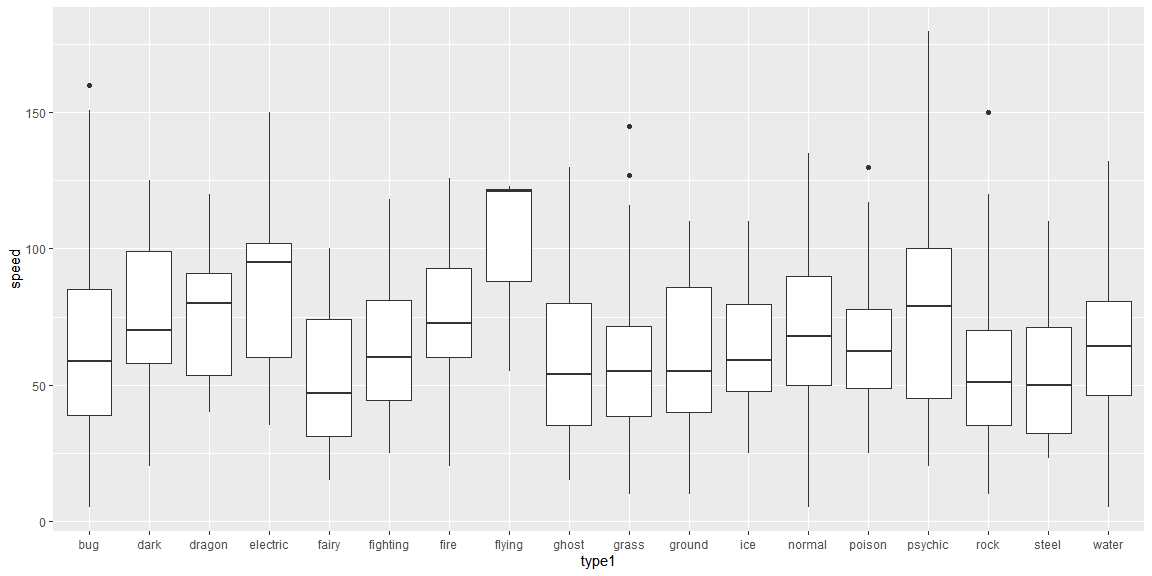 speed
150
100
50
0
bug dark dragon electric fairy fighting fire flying ghost grass ground ice normal poison psychic rock steel water
type1